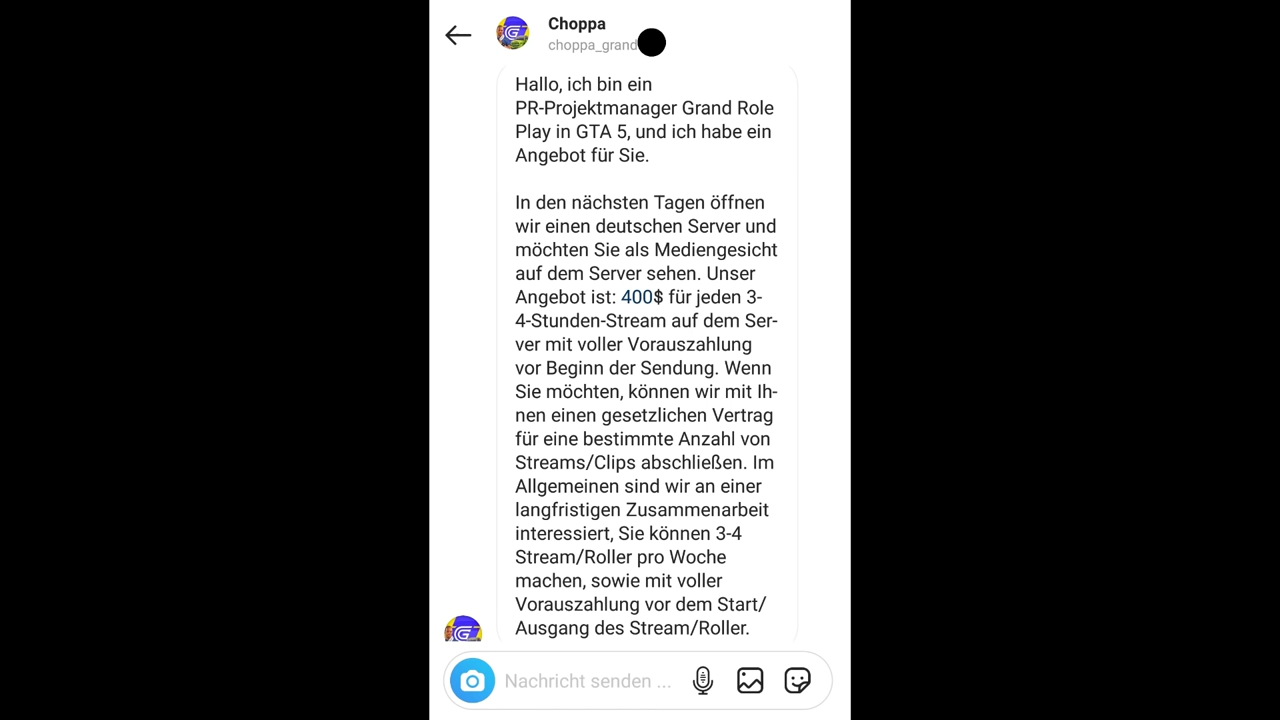 Choppa
choppa_grand
Hallo, ich bin ein
PR-Projektmanager Grand Role
Play in GTA 5, und ich habe ein
Angebot für Sie.
In den nächsten Tagen öffnen
wir einen deutschen Server und
möchten Sie als Mediengesicht
auf dem Server sehen. Unser
Angebot ist: 400$ für jeden 3-
4-Stunden-Stream auf dem Ser-
ver mit voller Vorauszahlung
vor Beginn der Sendung. Wenn
Sie möchten, können wir mit Ih-
nen einen gesetzlichen Vertrag
für eine bestimmte Anzahl von
Streams/Clips abschließen. Im
Allgemeinen sind wir an einer
langfristigen Zusammenarbeit
interessiert, Sie können 3-4
Stream/Roller pro Woche
machen, sowie mit voller
Vorauszahlung vor dem Start/
Ausgang des Stream/Roller.
Nachricht senden ...